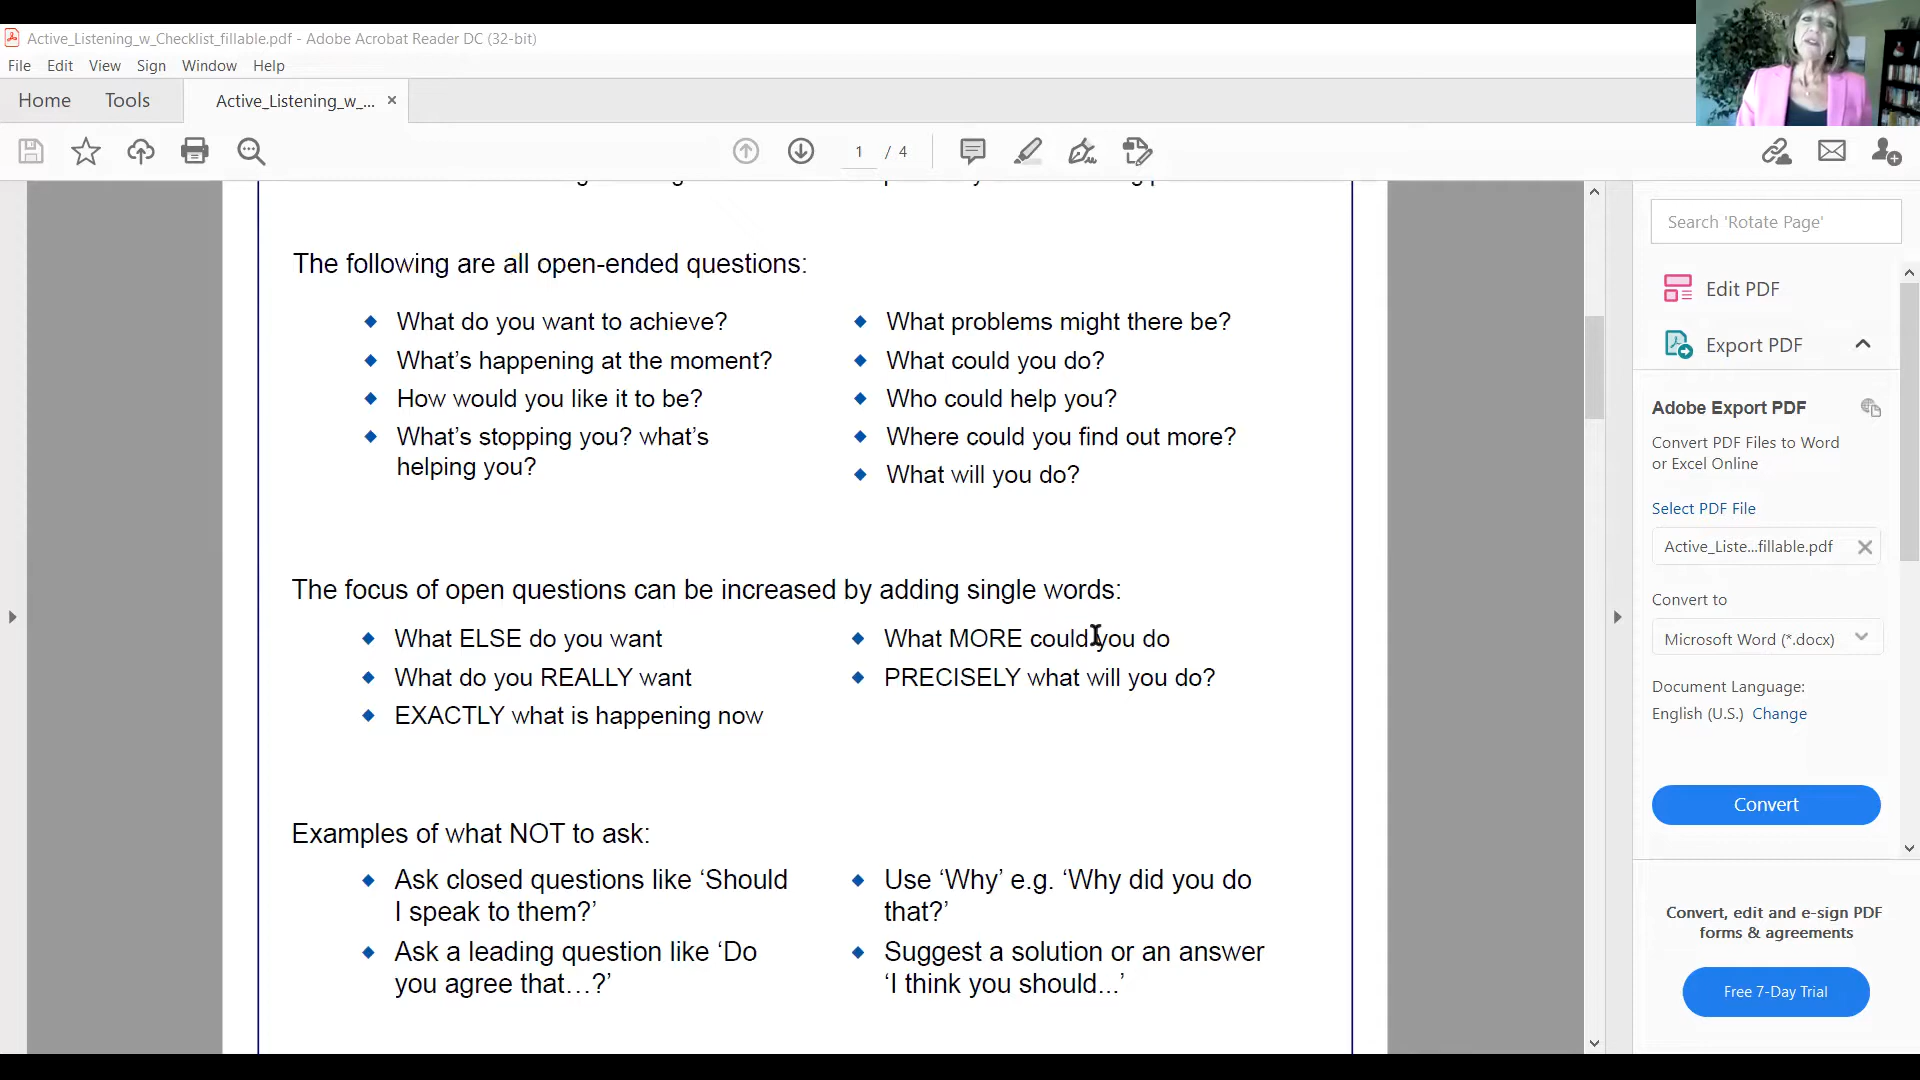 Active_Listening_w_Checklist_fillable.pdf - Adobe Acrobat Reader DC (32-bit)
File Edit View Sign Window Help
Home Tools Active_Listening_w_... ×
1 / 4
The following are all open-ended questions:
What do you want to achieve?
What's happening at the moment?
How would you like it to be?
What's stopping you? what's
helping you?
What problems might there be?
What could you do?
Who could help you?
Where could you find out more?
What will you do?
The focus of open questions can be increased by adding single words:
What ELSE do you want
What do you REALLY want
EXACTLY what is happening now
What MORE could you do
PRECISELY what will you do?
Examples of what NOT to ask:
Ask closed questions like ‘Should
I speak to them?’
Ask a leading question like ‘Do
you agree that…?’
Use ‘Why’ e.g. ‘Why did you do
that?’
Suggest a solution or an answer
‘I think you should...’
Search 'Rotate Page'
Edit PDF
Export PDF
Adobe Export PDF
Convert PDF Files to Word
or Excel Online
Select PDF File
Active_Liste...fillable.pdf
Convert to
Microsoft Word (*.docx)
Document Language:
English (U.S.) Change
Convert
Convert, edit and e-sign PDF
forms & agreements
Free 7-Day Trial